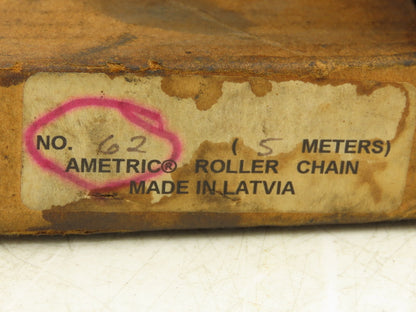 NO. 62 ( 5 METERS)
AMETRIC® ROLLER CHAIN
MADE IN LATVIA